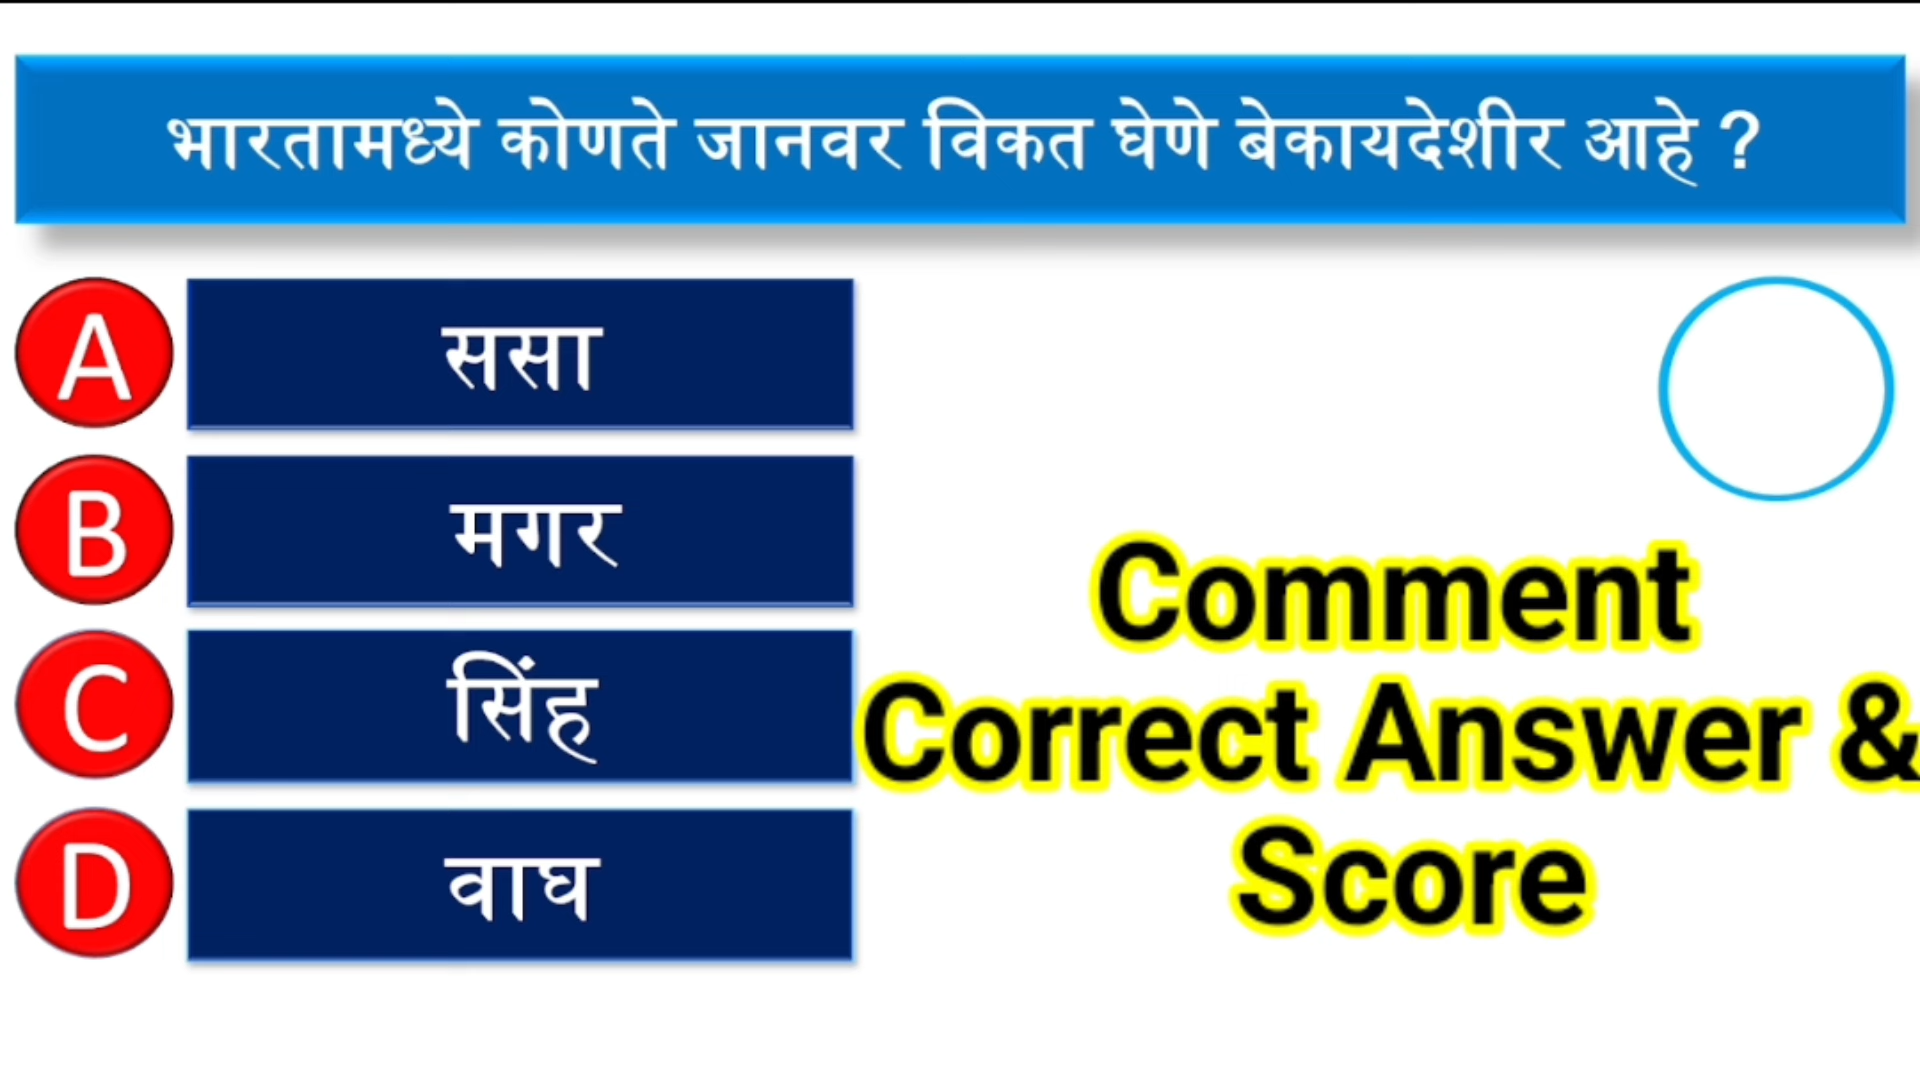 भारतामध्ये कोणते जानवर विकत घेणे बेकायदेशीर आहे ?
A ससा
B मगर
C सिंह
D वाघ
Comment
Correct Answer &
Score